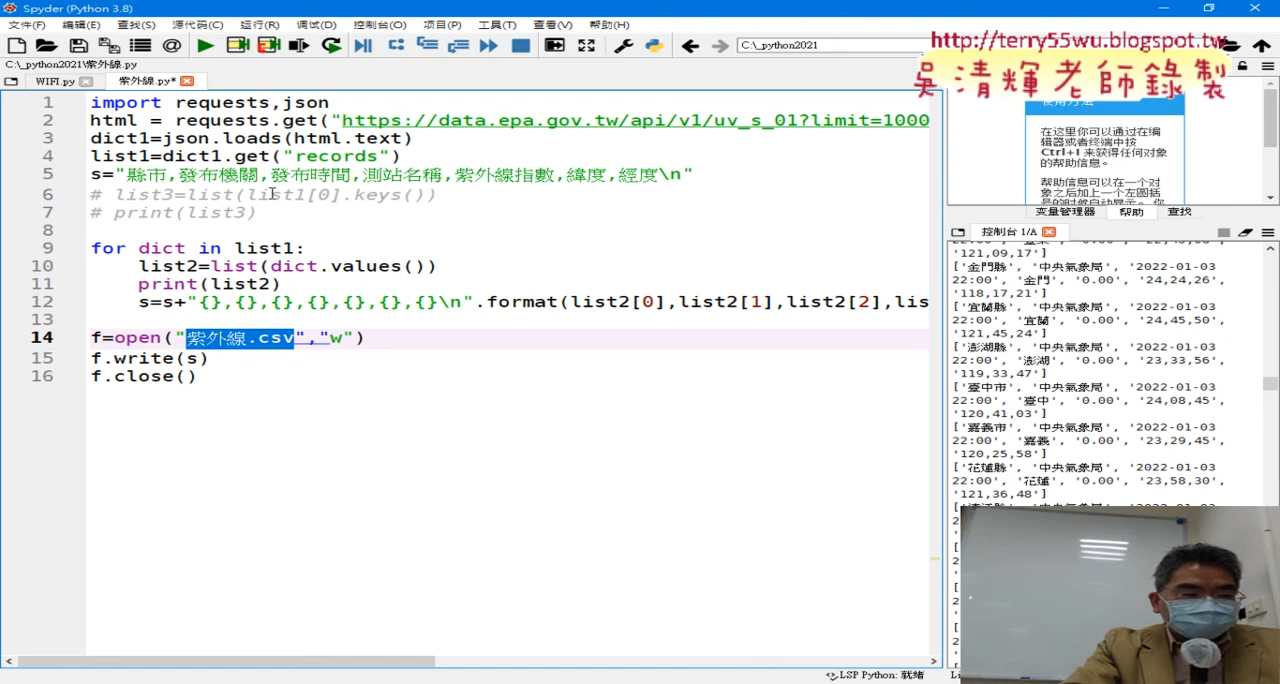 Spyder (Python 3.8)
文件(F) 编辑(E) 查找(S) 源代码(C) 运行(R) 调试(D) 控制台(O) 项目(P) 工具(T) 查看(V) 帮助(H)
C:\_python2021
http://terry55wu.blogspot.tw
吳清輝老師錄製
C:\_python2021\紫外線.py
WIFI.py
紫外線.py*
1 import requests,json
2 html = requests.get("https://data.epa.gov.tw/api/v1/uv_s_01?limit=1000
3 dict1=json.loads(html.text)
4 list1=dict1.get("records")
5 s="縣市,發布機關,發布時間,測站名稱,紫外線指數,緯度,經度\n"
6 # list3=list(list1[0].keys())
7 # print(list3)
8
9 for dict in list1:
10 list2=list(dict.values())
11 print(list2)
12 s=s+"{},{},{},{},{},{},{}\n".format(list2[0],list2[1],list2[2],lis
13
14 f=open("紫外線.csv","w")
15 f.write(s)
16 f.close()
使用方法
在这里你可以通过在编
辑器或者终端中按
Ctrl+I 来获得任何对象
的帮助信息。
帮助信息可以在一个对
象之后加上一个左圆括
号的时候自动显示。你
变量管理器 帮助 查找
控制台 1/A
'121,09,17']
['金門縣', '中央氣象局', '2022-01-03
22:00', '金門', '0.00', '24,24,26',
'118,17,21']
['宜蘭縣', '中央氣象局', '2022-01-03
22:00', '宜蘭', '0.00', '24,45,50',
'121,45,24']
['澎湖縣', '中央氣象局', '2022-01-03
22:00', '澎湖', '0.00', '23,33,56',
'119,33,47']
['臺中市', '中央氣象局', '2022-01-03
22:00', '臺中', '0.00', '24,08,45',
'120,41,03']
['嘉義市', '中央氣象局', '2022-01-03
22:00', '嘉義', '0.00', '23,29,45',
'120,25,58']
['花蓮縣', '中央氣象局', '2022-01-03
22:00', '花蓮', '0.00', '23,58,30',
'121,36,48']
LSP Python: 就绪